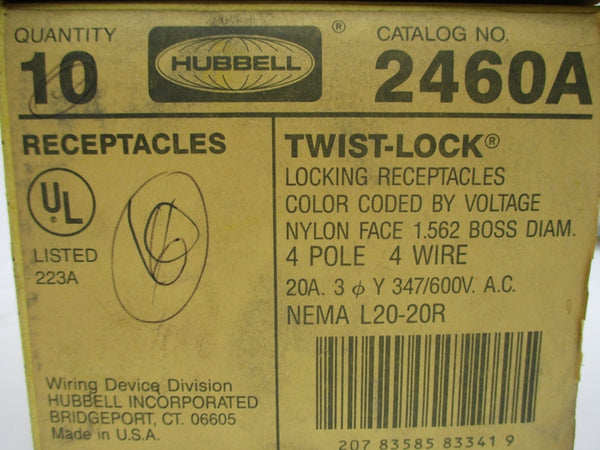 QUANTITY
10
HUBBELL
®
CATALOG NO.
2460A
RECEPTACLES
UL
®
LISTED
223A
6
TWIST-LOCK®
LOCKING RECEPTACLES
COLOR CODED BY VOLTAGE
NYLON FACE 1.562 BOSS DIAM.
4 POLE 4 WIRE
20A. 3 ϕ Y 347/600V. A.C.
NEMA L20-20R
Wiring Device Division
HUBBELL INCORPORATED
BRIDGEPORT, CT. 06605
Made in U.S.A.
207 83585 83341 9